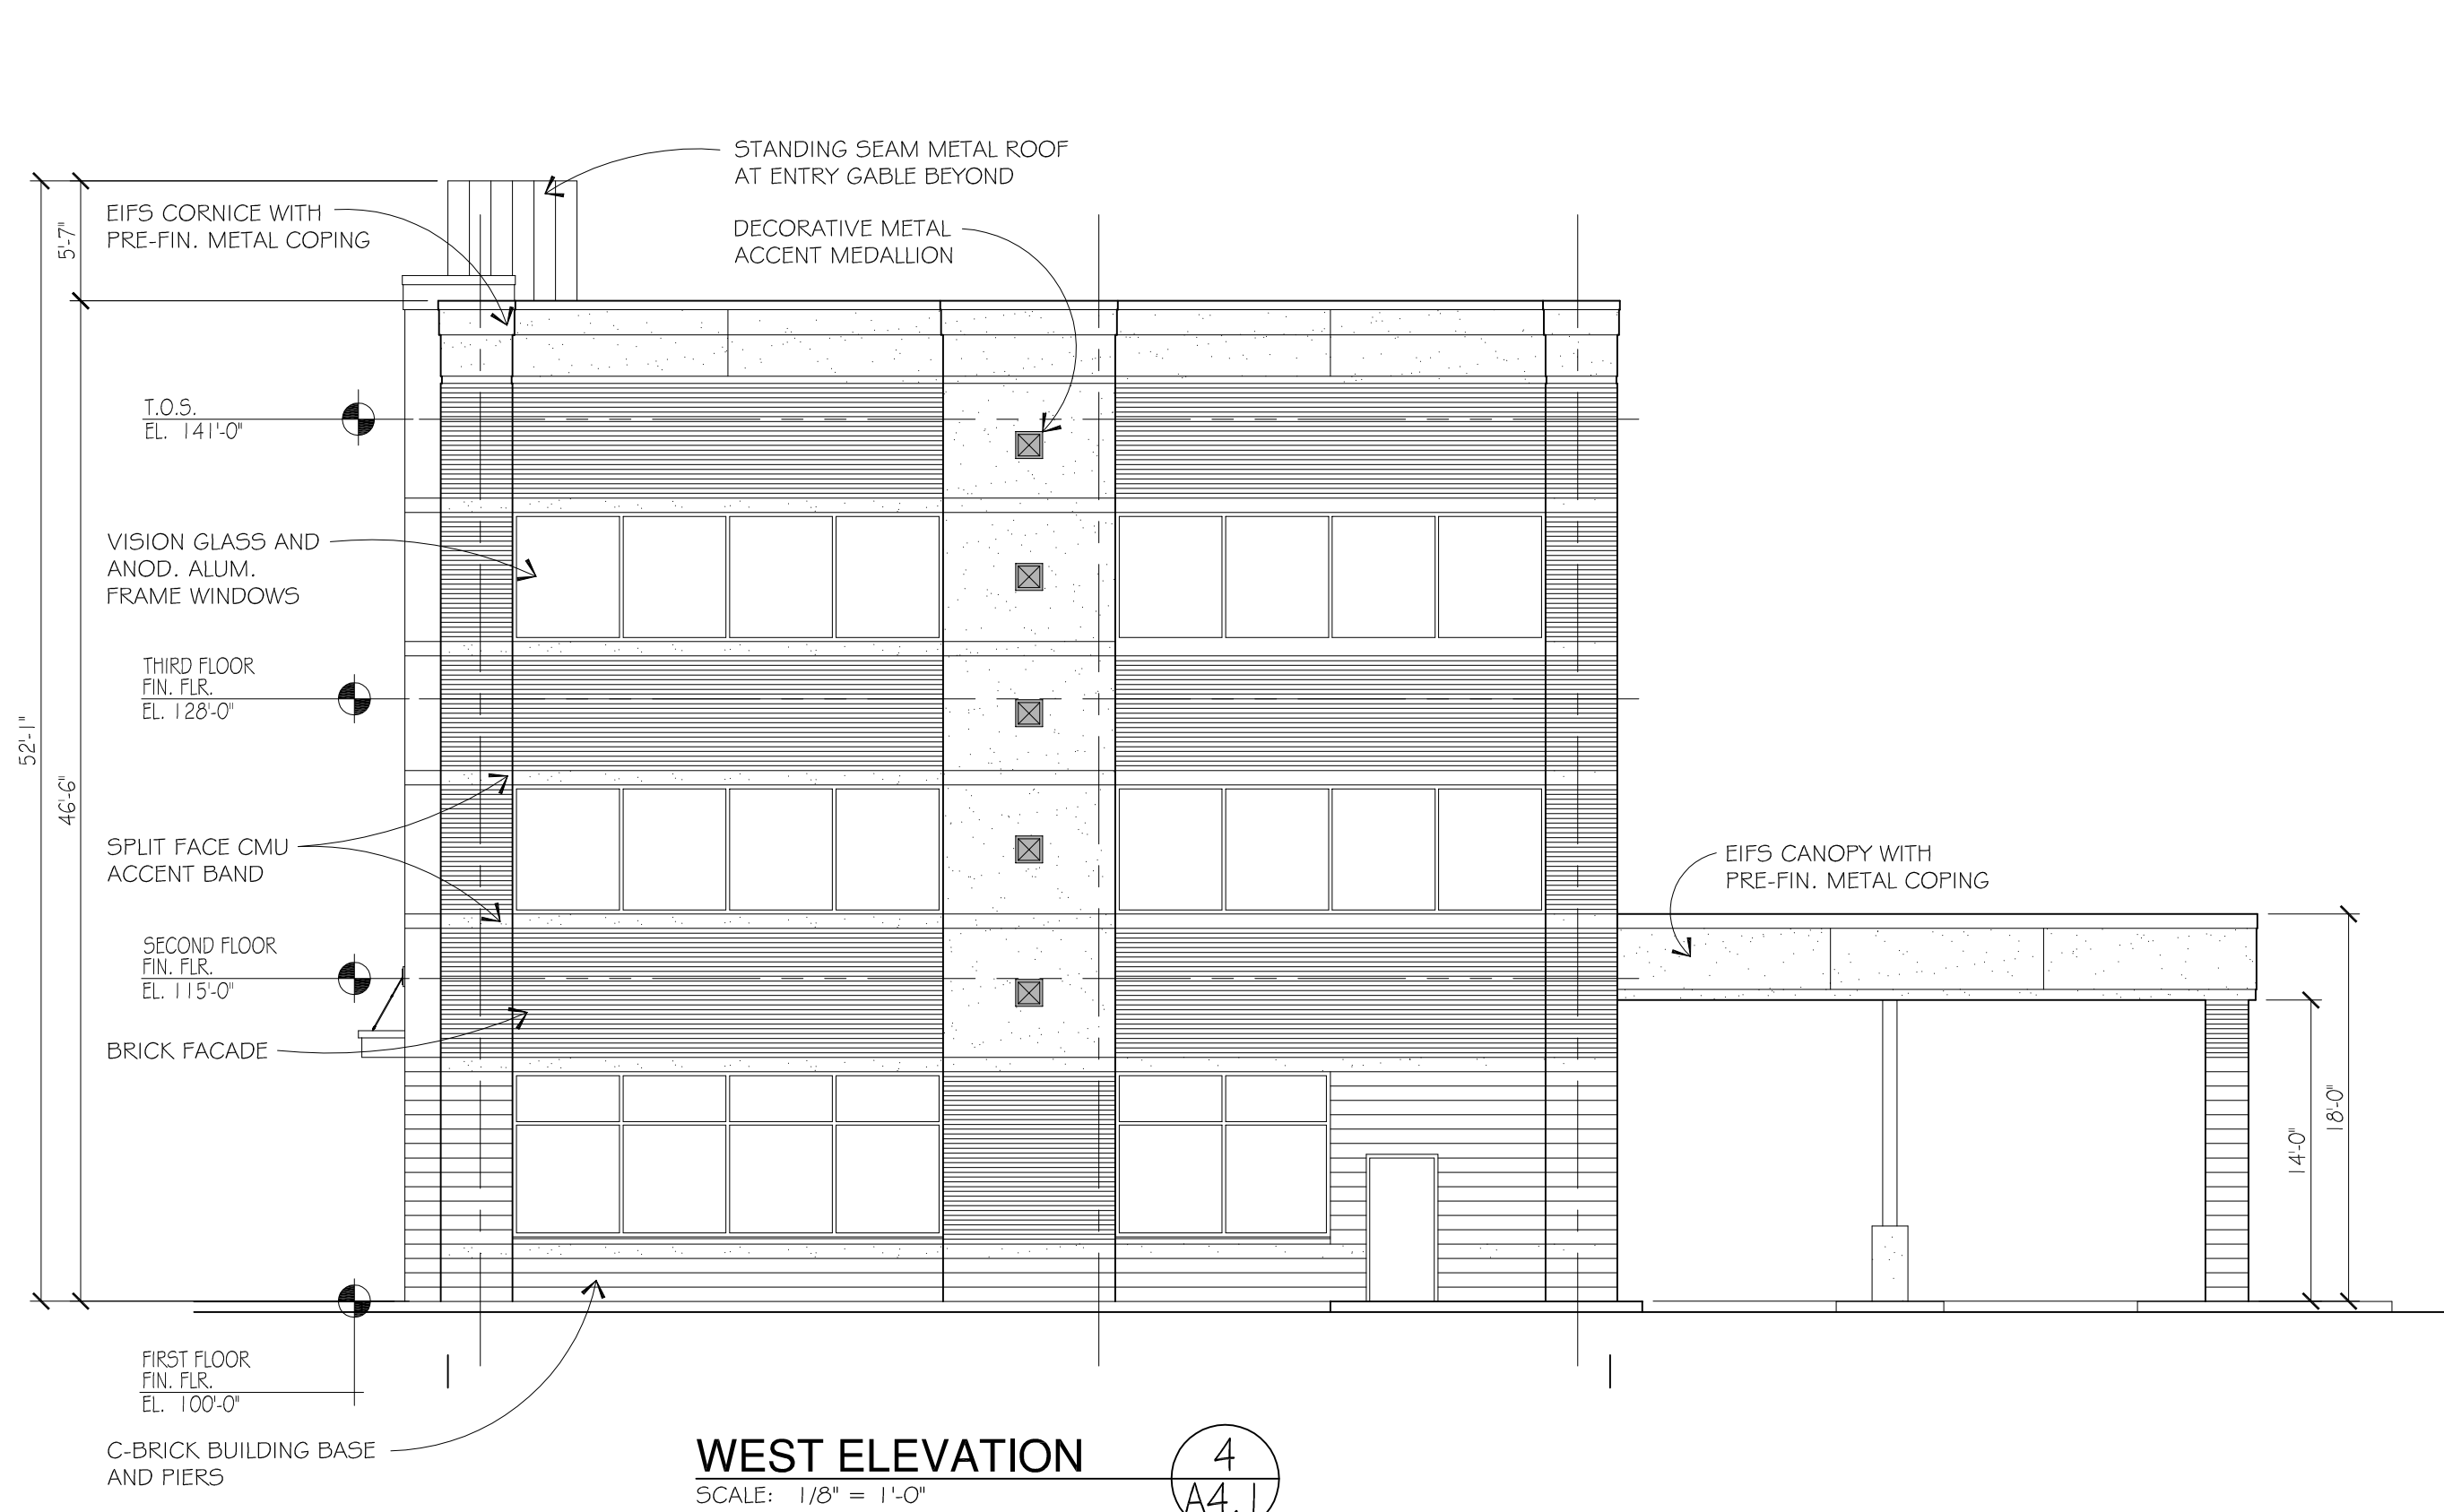 STANDING SEAM METAL ROOF
AT ENTRY GABLE BEYOND
EIFS CORNICE WITH
PRE-FIN. METAL COPING
DECORATIVE METAL
ACCENT MEDALLION
5'-7"
T.O.S.
EL. 141'-0"
VISION GLASS AND
ANOD. ALUM.
FRAME WINDOWS
THIRD FLOOR
FIN. FLR.
EL. 128'-0"
52'-1"
46'-6"
SPLIT FACE CMU
ACCENT BAND
EIFS CANOPY WITH
PRE-FIN. METAL COPING
SECOND FLOOR
FIN. FLR.
EL. 115'-0"
BRICK FACADE
14'-0"
18'-0"
FIRST FLOOR
FIN. FLR.
EL. 100'-0"
C-BRICK BUILDING BASE
AND PIERS
WEST ELEVATION
SCALE: 1/8" = 1'-0"
4
A4.1